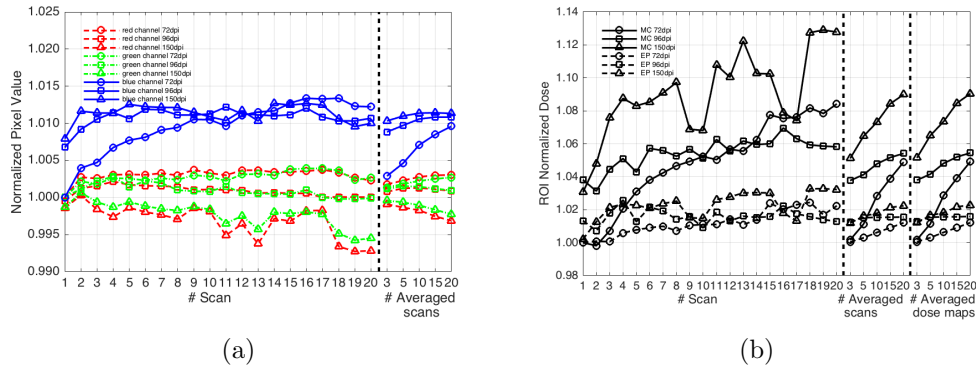 1.025
1.020
1.015
1.010
1.005
1.000
0.995
0.990
Normalized Pixel Value
red channel 72dpi
red channel 96dpi
red channel 150dpi
green channel 72dpi
green channel 96dpi
green channel 150dpi
blue channel 72dpi
blue channel 96dpi
blue channel 150dpi
1 2 3 4 5 6 7 8 9 10 11 12 13 14 15 16 17 18 19 20 3 5 10 15 20
# Scan
# Averaged
scans
(a)
1.14
1.12
1.10
1.08
1.06
1.04
1.02
1.00
0.98
ROI Normalized Dose
MC 72dpi
MC 96dpi
MC 150dpi
EP 72dpi
EP 96dpi
EP 150dpi
1 2 3 4 5 6 7 8 9 10 11 12 13 14 15 16 17 18 19 20 3 5 10 15 20 3 5 10 15 20
# Scan
# Averaged
scans
# Averaged
dose maps
(b)